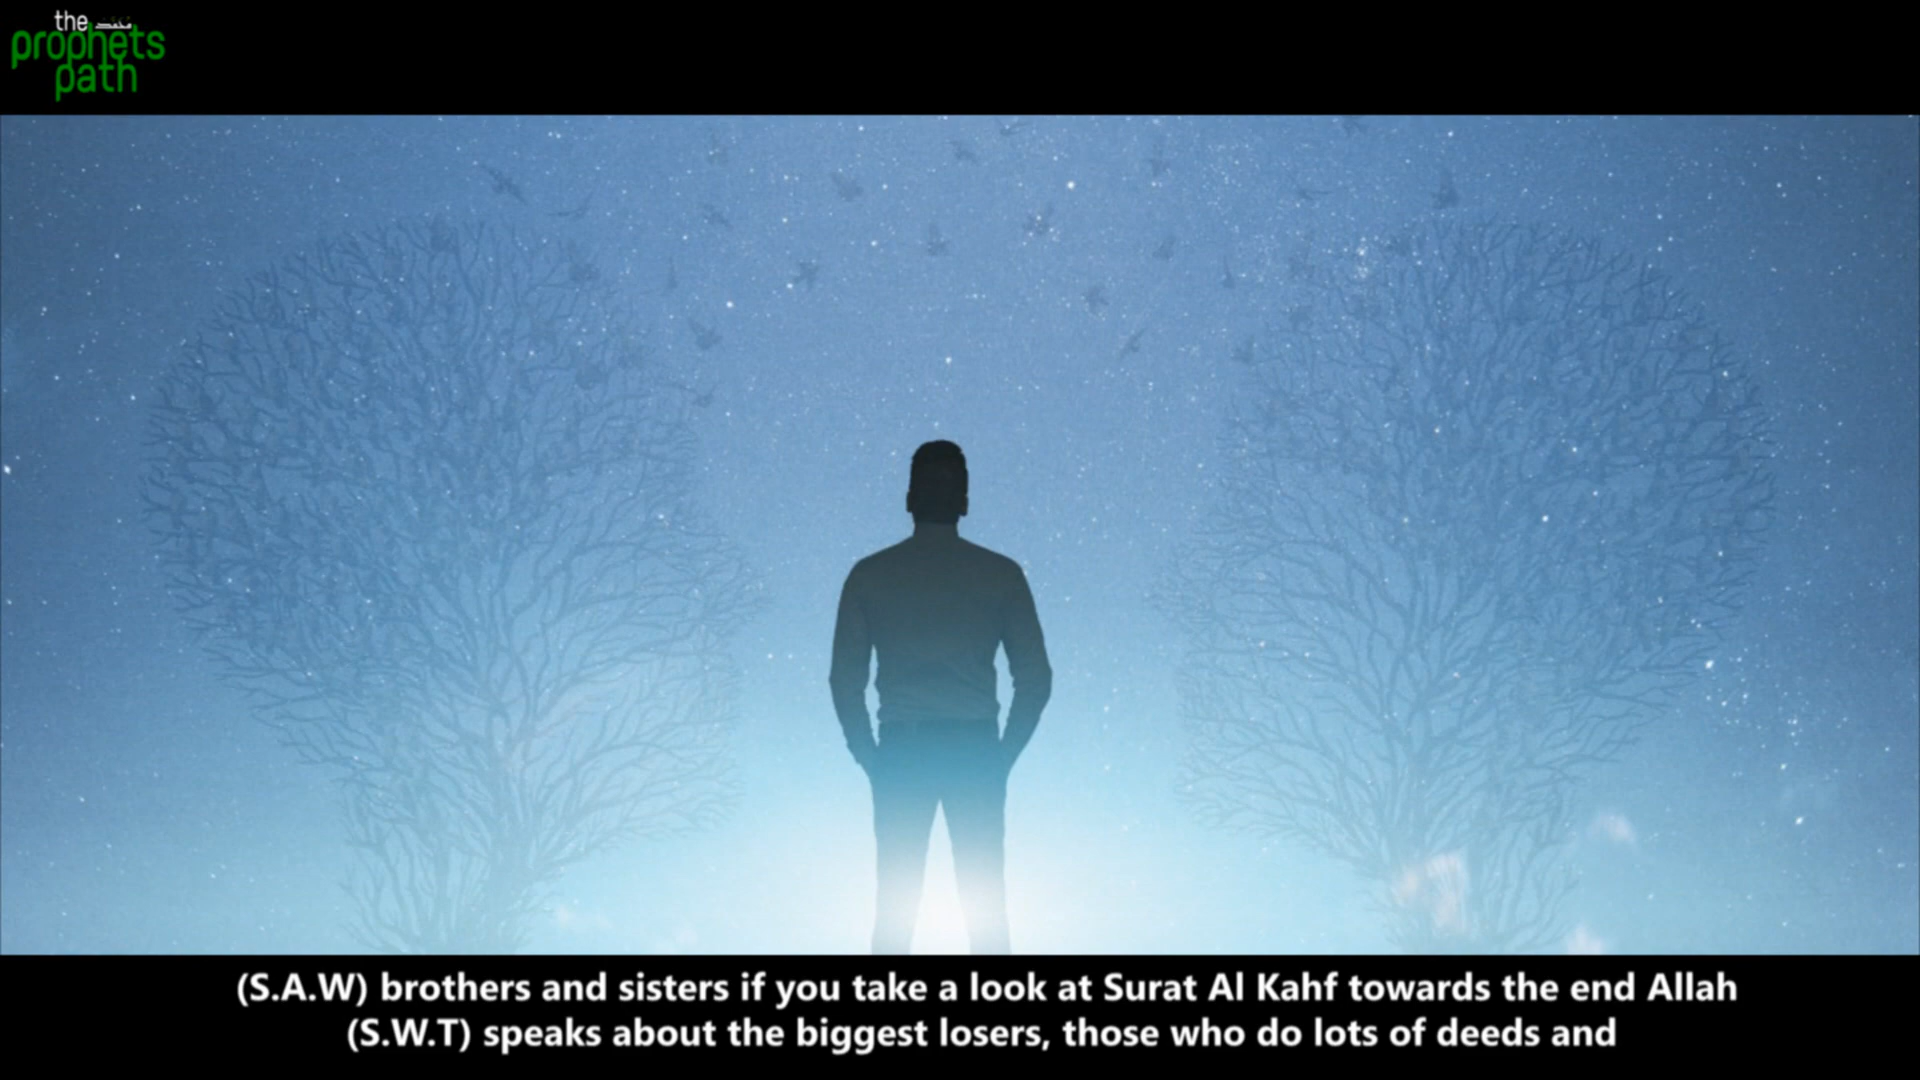 the محمد
prophets
path
(S.A.W) brothers and sisters if you take a look at Surat Al Kahf towards the end Allah
(S.W.T) speaks about the biggest losers, those who do lots of deeds and